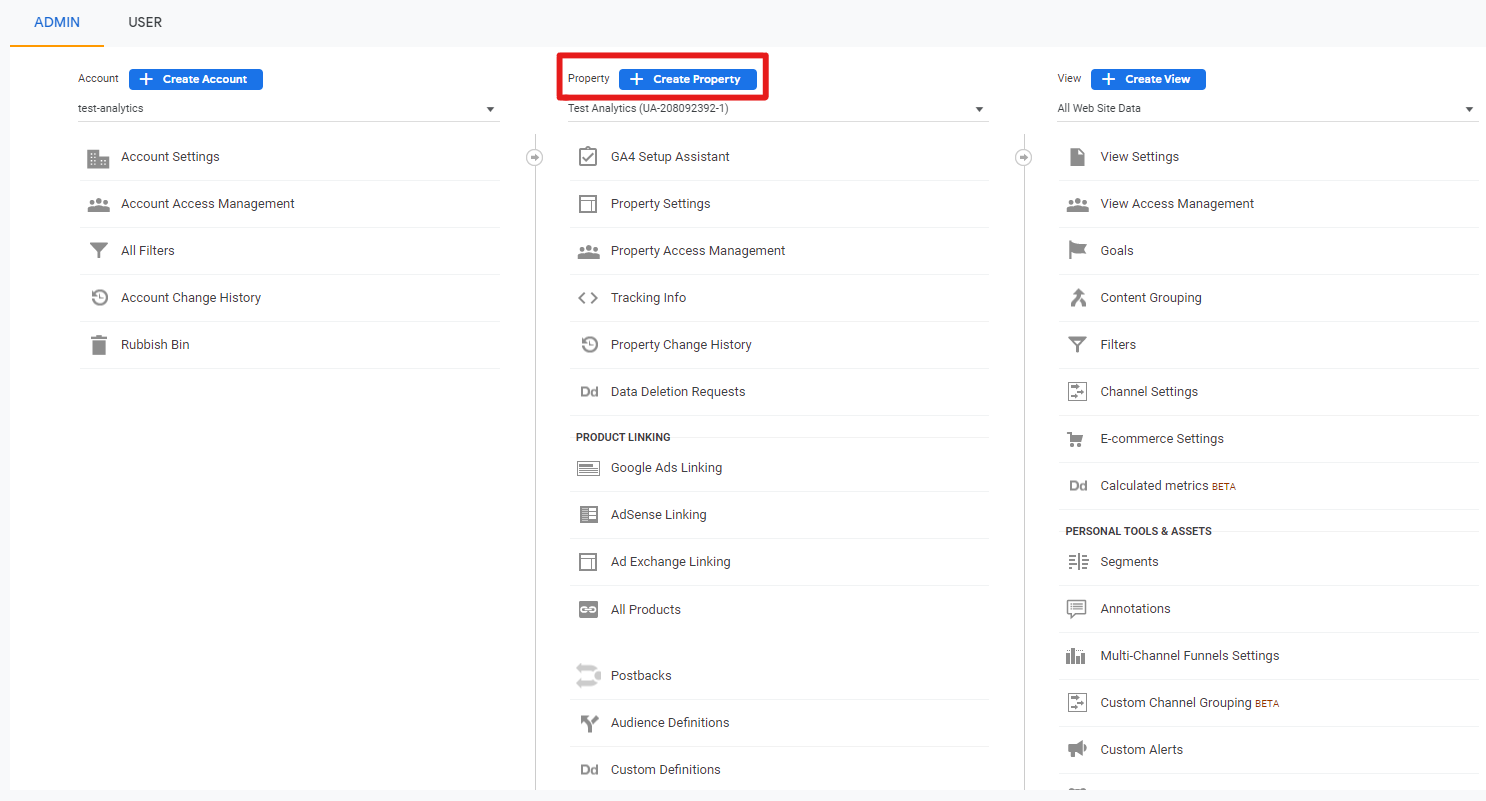 ADMIN
USER
Account
Create Account
test-analytics
Account Settings
Account Access Management
All Filters
Account Change History
Rubbish Bin
Property
Create Property
Test Analytics (UA-208092392-1)
GA4 Setup Assistant
Property Settings
Property Access Management
Tracking Info
Property Change History
Dd Data Deletion Requests
PRODUCT LINKING
Google Ads Linking
AdSense Linking
Ad Exchange Linking
All Products
Postbacks
Audience Definitions
Dd Custom Definitions
View
Create View
All Web Site Data
View Settings
View Access Management
Goals
Content Grouping
Filters
Channel Settings
E-commerce Settings
Dd Calculated metrics BETA
PERSONAL TOOLS & ASSETS
Segments
Annotations
Multi-Channel Funnels Settings
Custom Channel Grouping BETA
Custom Alerts